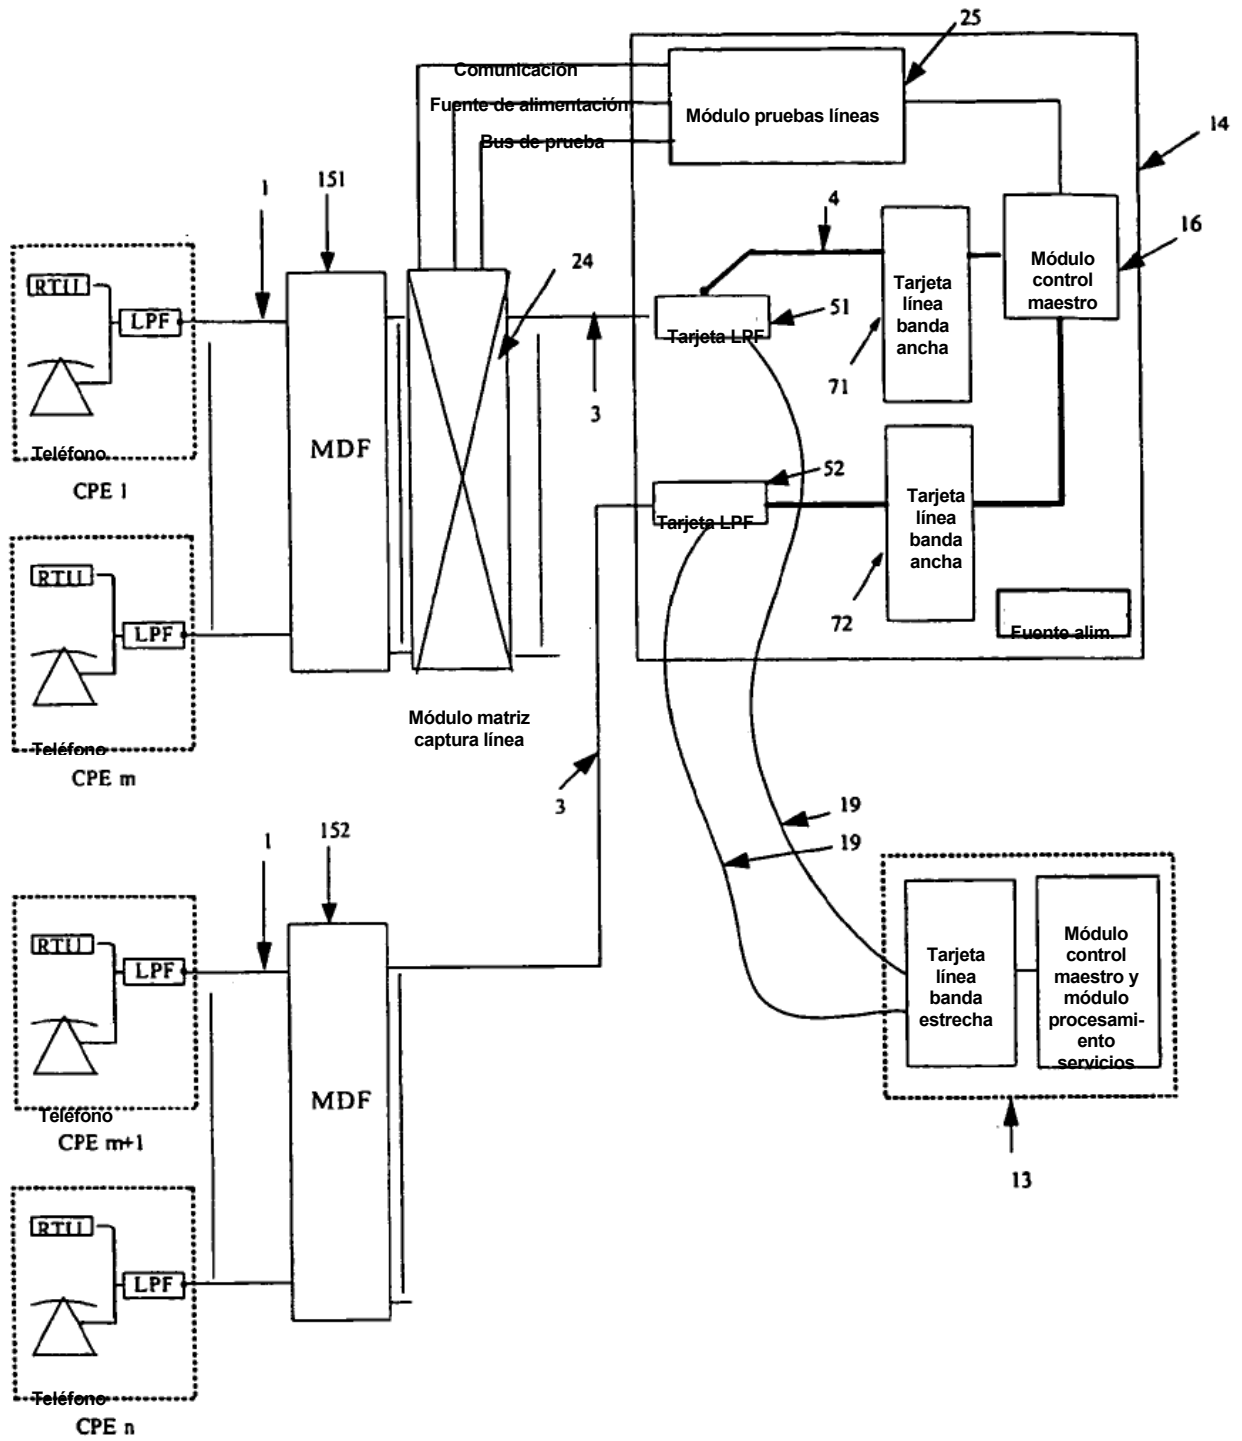 25
Comunicación
Fuente de alimentación
Módulo pruebas líneas
14
Bus de prueba
1
151
4
16
24
RTU
LPF
Teléfono
CPE 1
MDF
3
Tarjeta LPF
51
Tarjeta
línea
banda
ancha
71
Módulo
control
maestro
52
Tarjeta LPF
Tarjeta
línea
banda
ancha
72
Fuente alim.
RTU
LPF
Teléfono
CPE m
Módulo matriz
captura línea
3
19
19
1
152
RTU
LPF
Teléfono
CPE m+1
MDF
Tarjeta
línea
banda
estrecha
Módulo
control
maestro y
módulo
procesami-
ento
servicios
13
RTU
LPF
Teléfono
CPE n